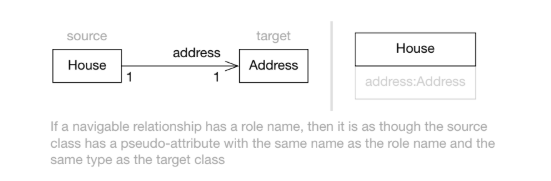 source
target
address
House
Address
1
1
House
address:Address
If a navigable relationship has a role name, then it is as though the source
class has a pseudo-attribute with the same name as the role name and the
same type as the target class